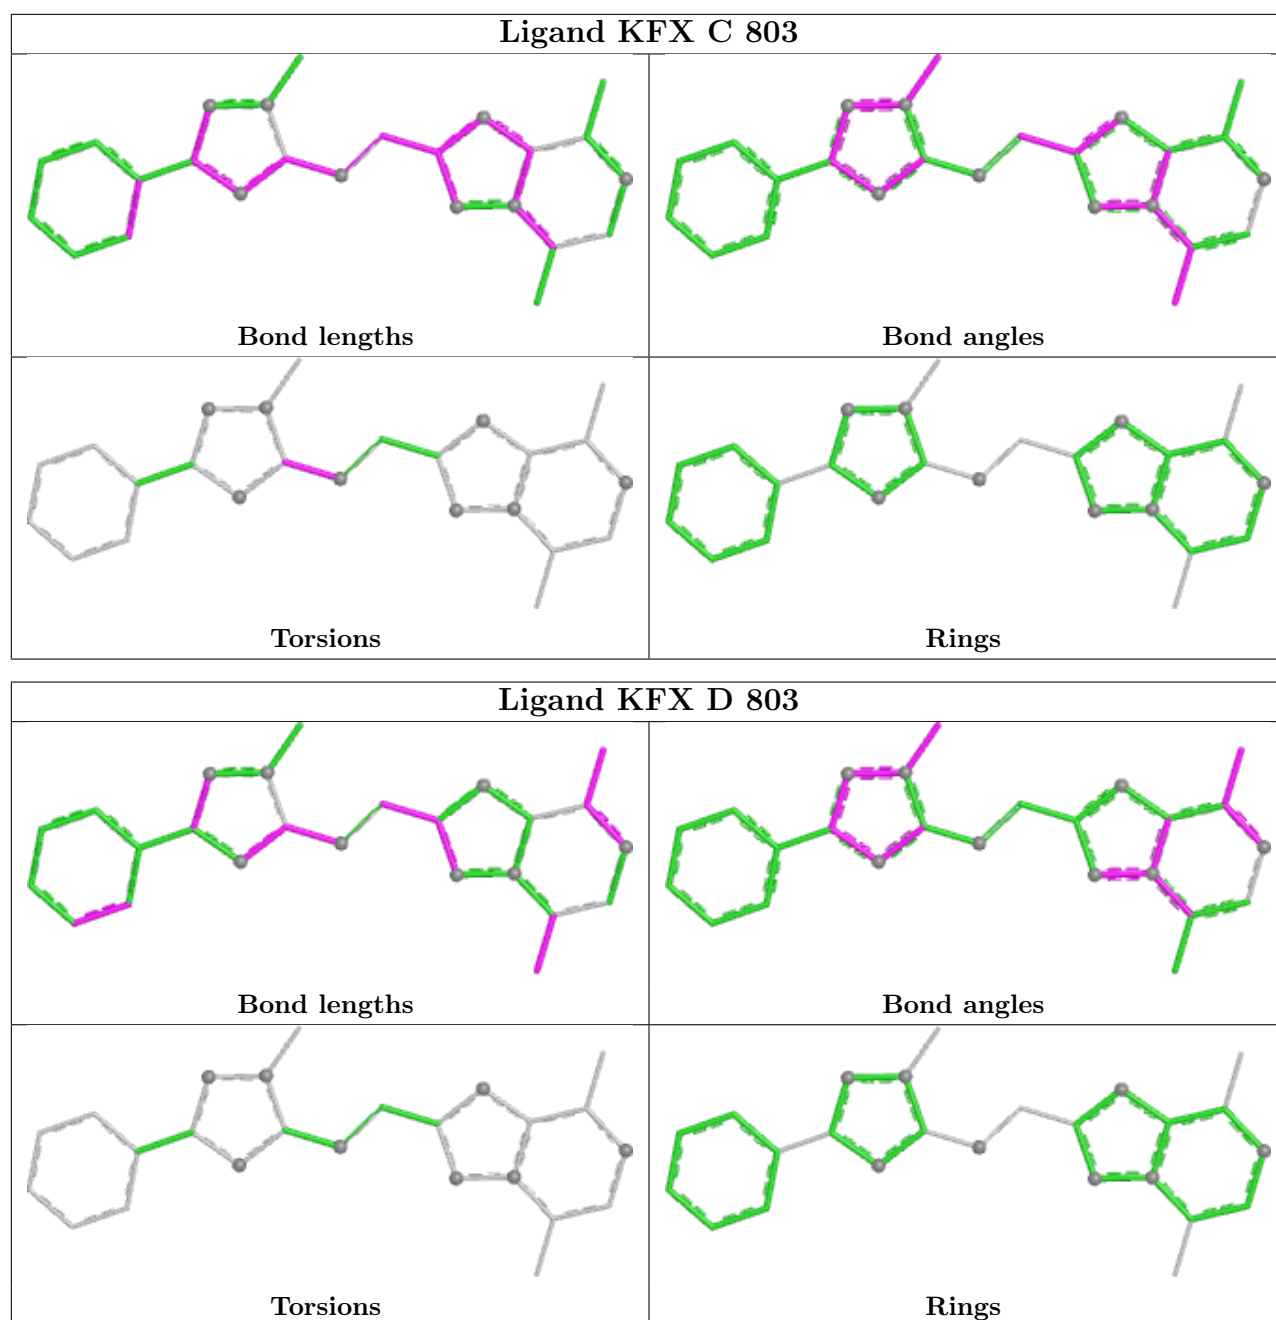 Ligand KFX C 803
Bond lengths
Bond angles
Torsions
Rings
Ligand KFX D 803
Bond lengths
Bond angles
Torsions
Rings